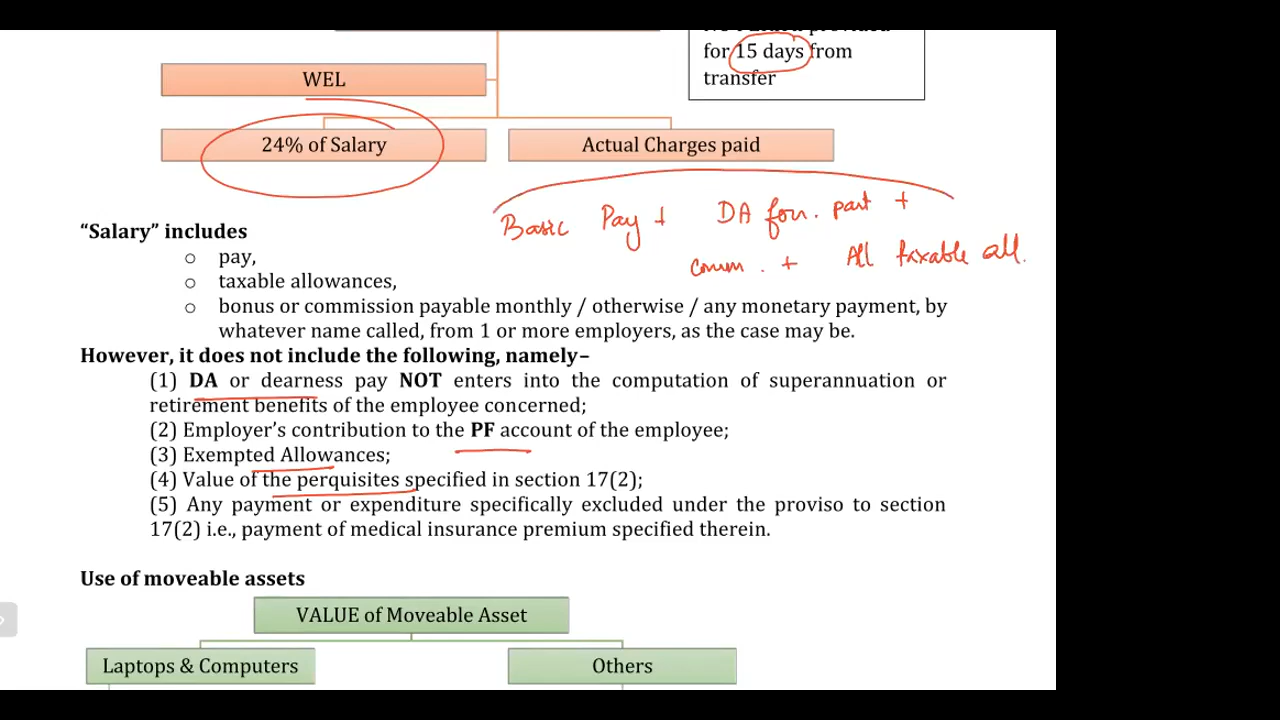 for 15 days from
transfer
WEL
24% of Salary
Actual Charges paid
Basic Pay + DA for. part +
comm. + All taxable all.
“Salary” includes
o pay,
o taxable allowances,
o bonus or commission payable monthly / otherwise / any monetary payment, by
whatever name called, from 1 or more employers, as the case may be.
However, it does not include the following, namely–
(1) DA or dearness pay NOT enters into the computation of superannuation or
retirement benefits of the employee concerned;
(2) Employer’s contribution to the PF account of the employee;
(3) Exempted Allowances;
(4) Value of the perquisites specified in section 17(2);
(5) Any payment or expenditure specifically excluded under the proviso to section
17(2) i.e., payment of medical insurance premium specified therein.
Use of moveable assets
VALUE of Moveable Asset
Laptops & Computers
Others